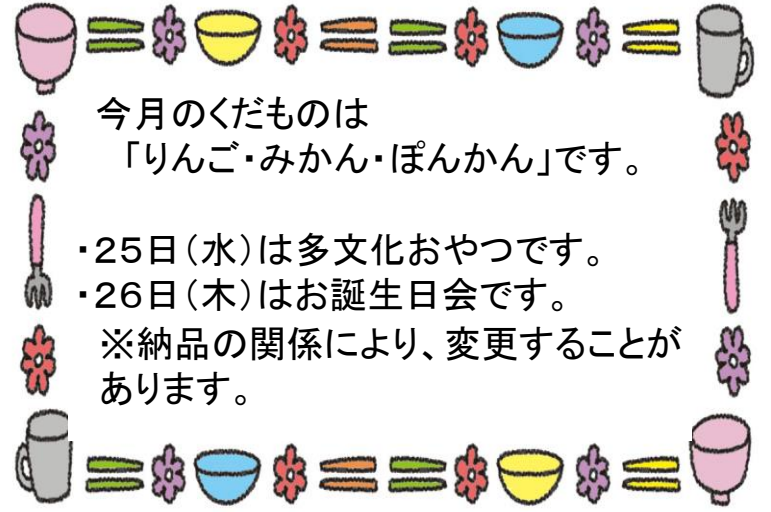 今月のくだものは
「りんご・みかん・ぽんかん」です。
・２５日（水）は多文化おやつです。
・２６日（木）はお誕生日会です。
※納品の関係により、変更することが
あります。